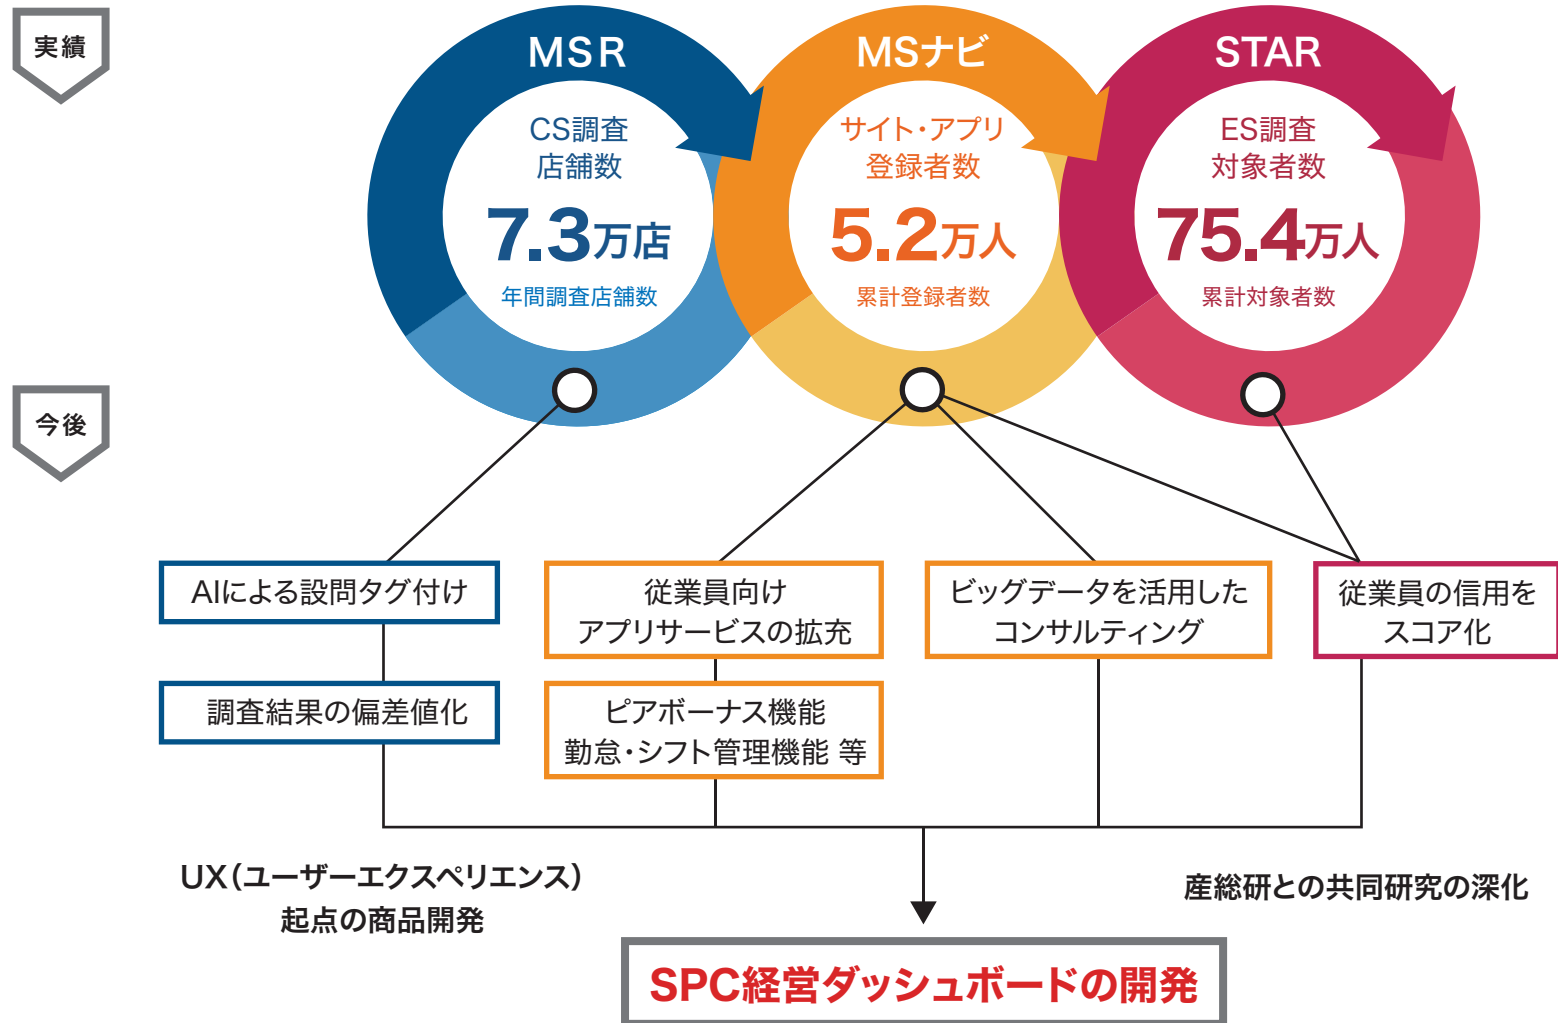 実績
MSR
CS調査
店舗数
7.3万店
年間調査店舗数
MSナビ
サイト・アプリ
登録者数
5.2万人
累計登録者数
STAR
ES調査
対象者数
75.4万人
累計対象者数
今後
AIによる設問タグ付け
調査結果の偏差値化
従業員向け
アプリサービスの拡充
ピアボーナス機能
勤怠・シフト管理機能 等
ビッグデータを活用した
コンサルティング
従業員の信用を
スコア化
UX(ユーザーエクスペリエンス)
起点の商品開発
産総研との共同研究の深化
SPC経営ダッシュボードの開発